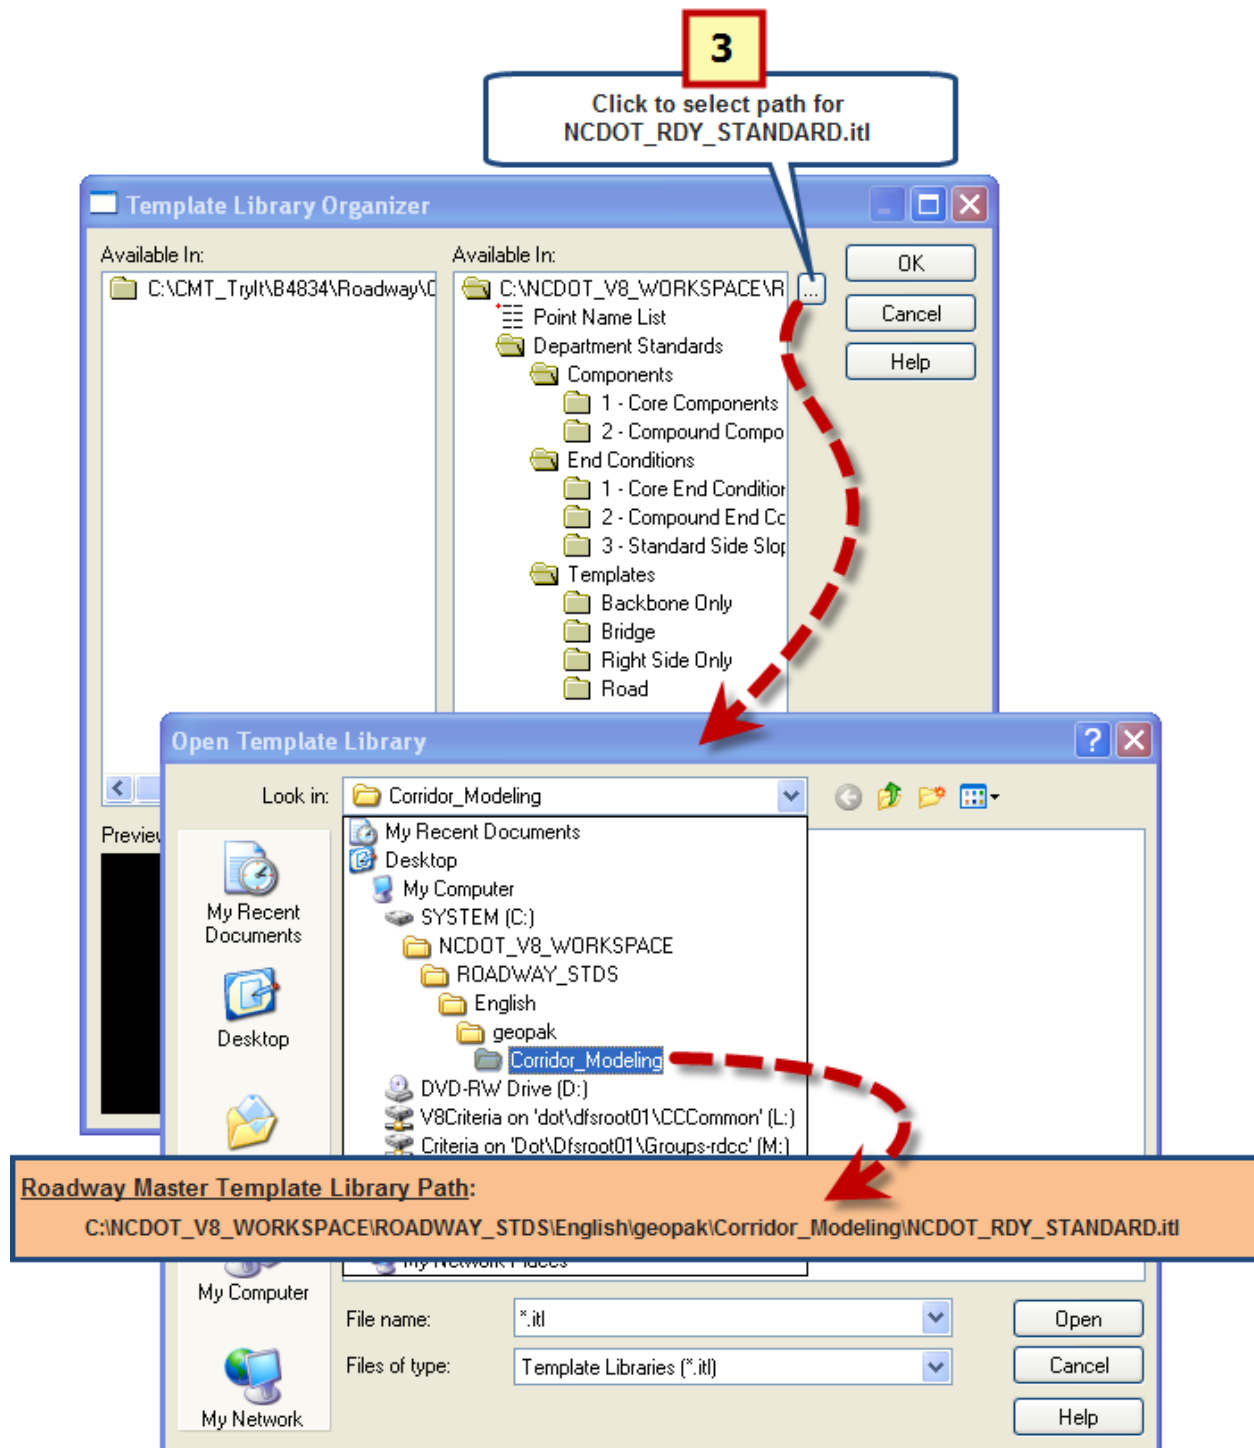 3
Click to select path for
NCDOT_RDY_STANDARD.itl
Template Library Organizer
Available In:
C:\CMT_TryIt\B4834\Roadway\C
Available In:
C:\NCDOT_V8_WORKSPACE\R
...
Point Name List
Department Standards
Components
1 - Core Components
2 - Compound Compo
End Conditions
1 - Core End Condition
2 - Compound End Cc
3 - Standard Side Slop
Templates
Backbone Only
Bridge
Right Side Only
Road
OK
Cancel
Help
Preview
Open Template Library
Look in:
Corridor_Modeling
My Recent Documents
Desktop
My Computer
SYSTEM (C:)
NCDOT_V8_WORKSPACE
ROADWAY_STDS
English
geopak
Corridor_Modeling
DVD-RW Drive (D:)
V8Criteria on 'dot\dfsroot01\CCCommon' (L:)
Criteria on 'Dot\Dfsroot01\Groups-rdcc' (M:)
My Network Places
My Recent
Documents
Desktop
Roadway Master Template Library Path:
C:\NCDOT_V8_WORKSPACE\ROADWAY_STDS\English\geopak\Corridor_Modeling\NCDOT_RDY_STANDARD.itl
My Computer
My Network
File name:
*.itl
Open
Files of type:
Template Libraries (*.itl)
Cancel
Help